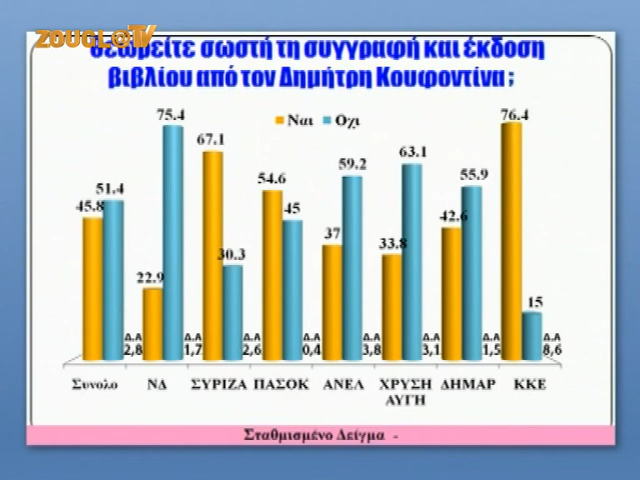 ZOUGL@TV
Θεωρείτε σωστή τη συγγραφή και έκδοση
βιβλίου από τον Δημήτρη Κουφοντίνα;
Ναι Οχι
45.8 51.4 22.9 75.4 67.1 30.3 54.6 45 37 59.2 33.8 63.1 42.6 55.9 76.4 15
Δ.Α Δ.Α Δ.Α Δ.Α Δ.Α Δ.Α Δ.Α Δ.Α
2,8 1,7 2,6 0,4 3,8 3,1 1,5 8,6
Συνολο ΝΔ ΣΥΡΙΖΑ ΠΑΣΟΚ ΑΝΕΛ ΧΡΥΣΗ ΔΗΜΑΡ ΚΚΕ
ΑΥΓΗ
Σταθμισμένο Δείγμα -